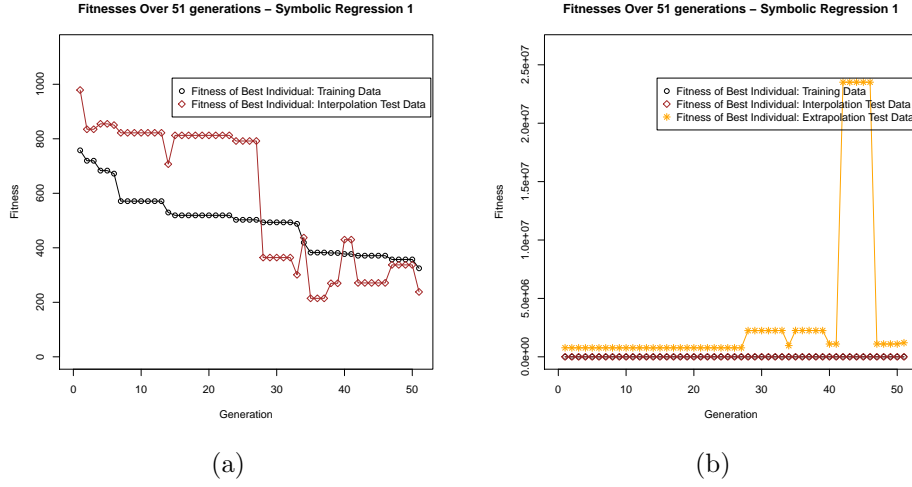 Fitnesses Over 51 generations – Symbolic Regression 1
Fitness of Best Individual: Training Data
Fitness of Best Individual: Interpolation Test Data
1000
800
600
400
200
0
Fitness
0 10 20 30 40 50
Generation
(a)
Fitnesses Over 51 generations – Symbolic Regression 1
Fitness of Best Individual: Training Data
Fitness of Best Individual: Interpolation Test Data
Fitness of Best Individual: Extrapolation Test Data
2.5e+07
2.0e+07
1.5e+07
1.0e+07
5.0e+06
0.0e+00
Fitness
0 10 20 30 40 50
Generation
(b)